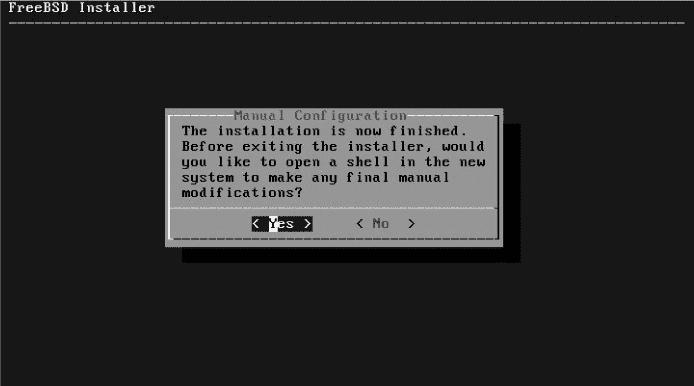 FreeBSD Installer
Manual Configuration
The installation is now finished.
Before exiting the installer, would
you like to open a shell in the new
system to make any final manual
modifications?
< Yes > < No >